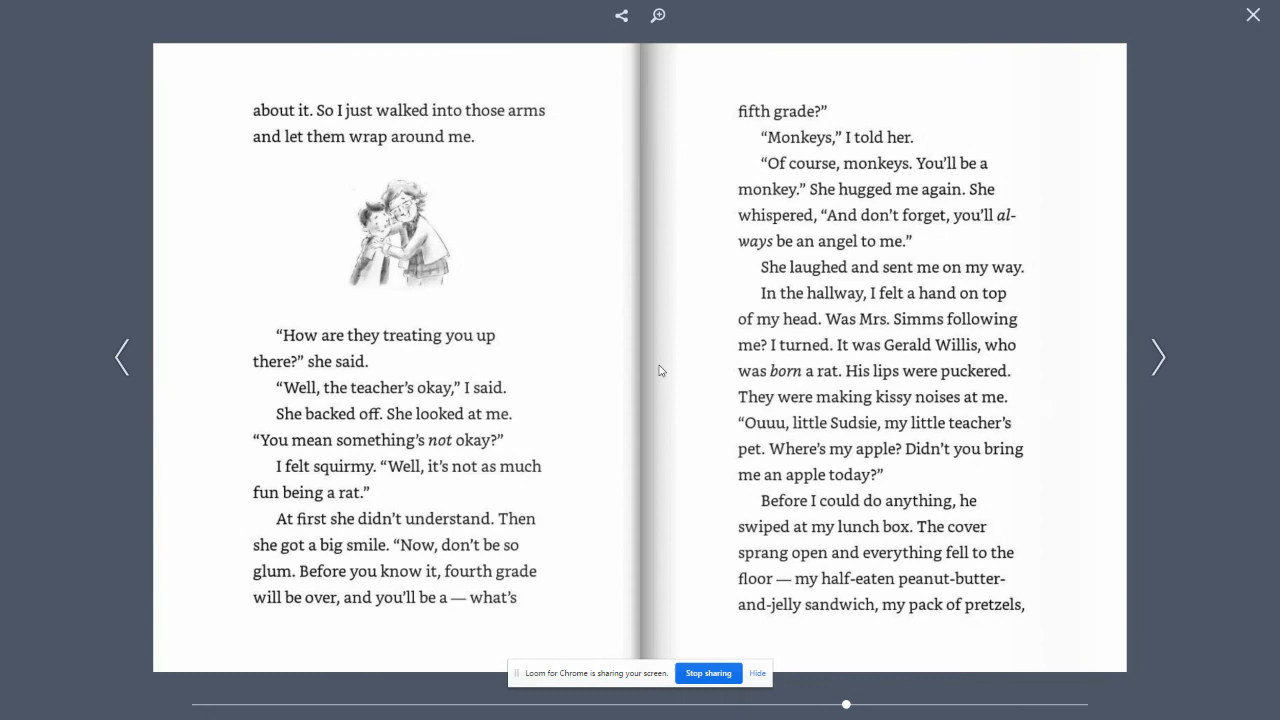 about it. So I just walked into those arms
and let them wrap around me.
“How are they treating you up
there?” she said.
“Well, the teacher’s okay,” I said.
She backed off. She looked at me.
“You mean something’s not okay?”
I felt squirmy. “Well, it’s not as much
fun being a rat.”
At first she didn’t understand. Then
she got a big smile. “Now, don’t be so
glum. Before you know it, fourth grade
will be over, and you’ll be a — what’s
fifth grade?”
“Monkeys,” I told her.
“Of course, monkeys. You’ll be a
monkey.” She hugged me again. She
whispered, “And don’t forget, you’ll al-
ways be an angel to me.”
She laughed and sent me on my way.
In the hallway, I felt a hand on top
of my head. Was Mrs. Simms following
me? I turned. It was Gerald Willis, who
was born a rat. His lips were puckered.
They were making kissy noises at me.
“Ouuu, little Sudsie, my little teacher’s
pet. Where’s my apple? Didn’t you bring
me an apple today?”
Before I could do anything, he
swiped at my lunch box. The cover
sprang open and everything fell to the
floor — my half-eaten peanut-butter-
and-jelly sandwich, my pack of pretzels,
Loom for Chrome is sharing your screen. Stop sharing Hide